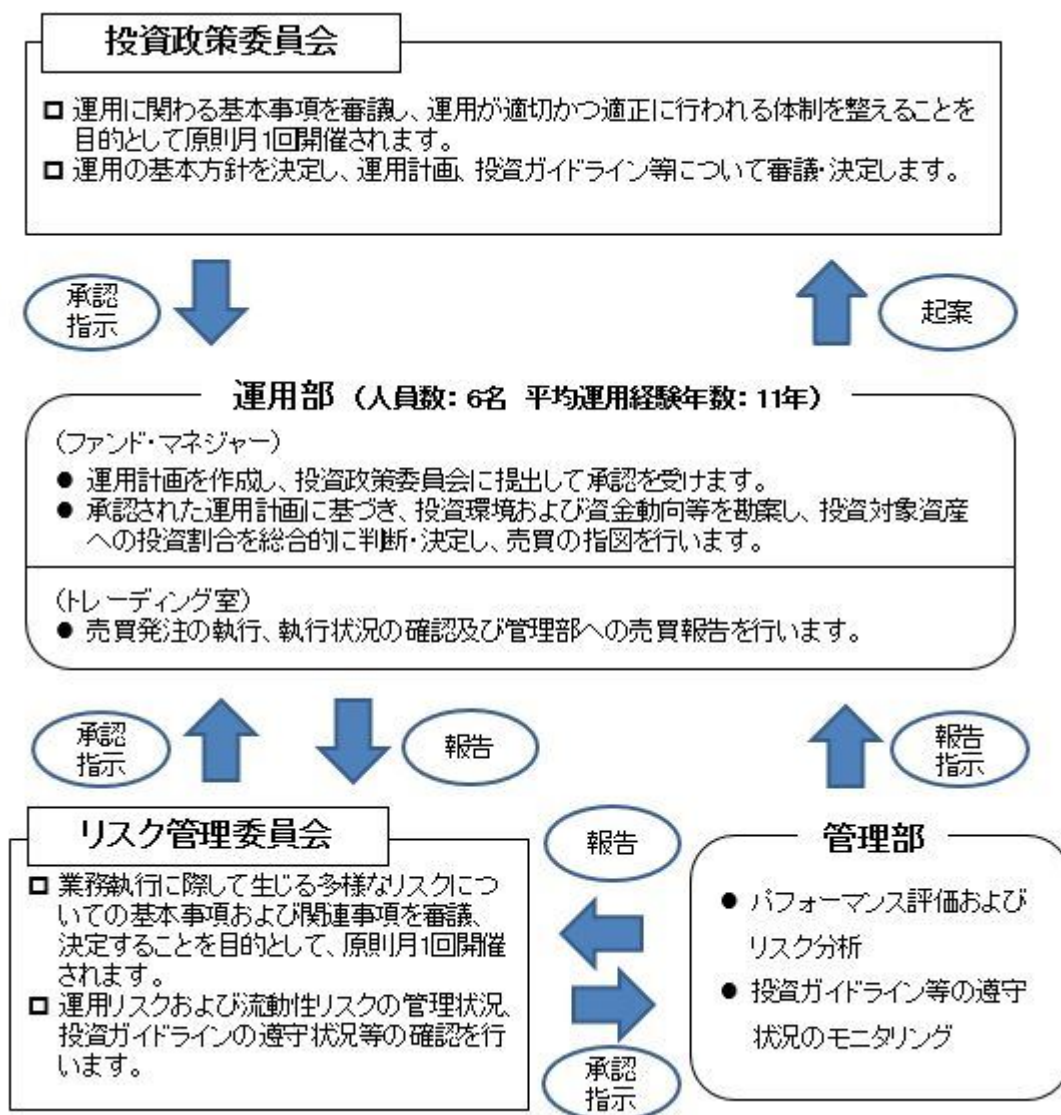 投資政策委員会
□ 運用に関わる基本事項を審議し、運用が適切かつ適正に行われる体制を整えることを
目的として原則月1回開催されます。
□ 運用の基本方針を決定し、運用計画、投資ガイドライン等について審議・決定します。
承認
指示
起案
運用部 (人員数: 6名 平均運用経験年数: 11年)
(ファンド・マネジャー)
● 運用計画を作成し、投資政策委員会に提出して承認を受けます。
● 承認された運用計画に基づき、投資環境および資金動向等を勘案し、投資対象資産
への投資割合を総合的に判断・決定し、売買の指図を行います。
(トレーディング室)
● 売買発注の執行、執行状況の確認及び管理部への売買報告を行います。
承認
指示
報告
報告
指示
リスク管理委員会
□ 業務執行に際して生じる多様なリスクにつ
いての基本事項および関連事項を審議、
決定することを目的として、原則月1回開催
されます。
□ 運用リスクおよび流動性リスクの管理状況、
投資ガイドラインの遵守状況等の確認を行
います。
報告
承認
指示
管理部
● パフォーマンス評価および
リスク分析
● 投資ガイドライン等の遵守
状況のモニタリング